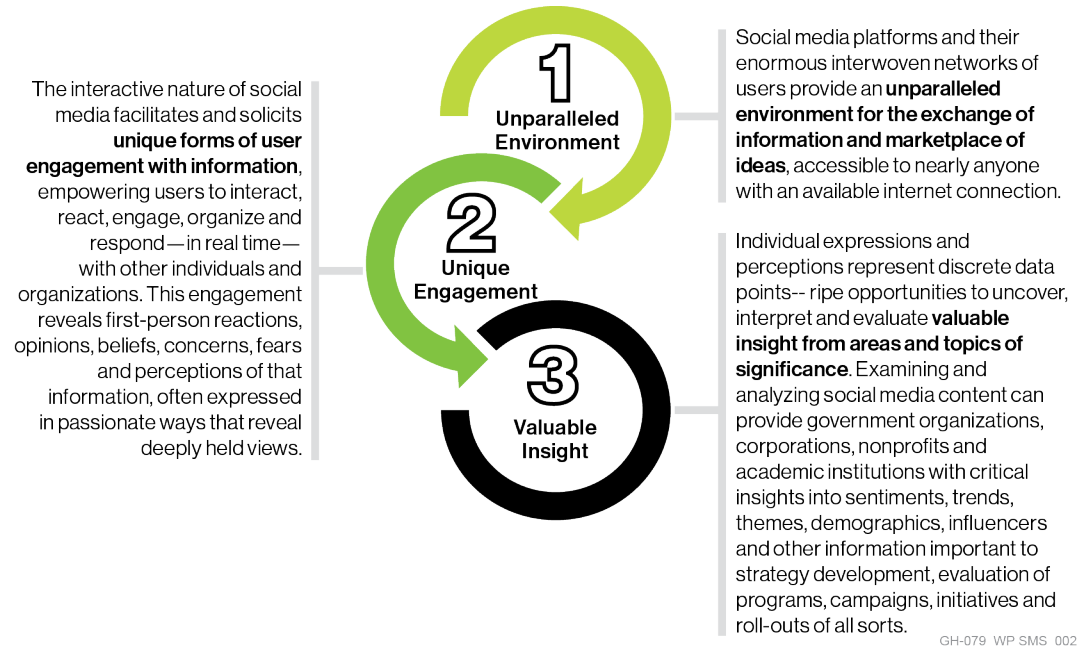 1
Unparalleled
Environment
Social media platforms and their
enormous interwoven networks of
users provide an unparalleled
environment for the exchange of
information and marketplace of
ideas, accessible to nearly anyone
with an available internet connection.
2
Unique
Engagement
The interactive nature of social
media facilitates and solicits
unique forms of user
engagement with information,
empowering users to interact,
react, engage, organize and
respond—in real time—
with other individuals and
organizations. This engagement
reveals first-person reactions,
opinions, beliefs, concerns, fears
and perceptions of that
information, often expressed
in passionate ways that reveal
deeply held views.
3
Valuable
Insight
Individual expressions and
perceptions represent discrete data
points-- ripe opportunities to uncover,
interpret and evaluate valuable
insight from areas and topics of
significance. Examining and
analyzing social media content can
provide government organizations,
corporations, nonprofits and
academic institutions with critical
insights into sentiments, trends,
themes, demographics, influencers
and other information important to
strategy development, evaluation of
programs, campaigns, initiatives and
roll-outs of all sorts.
GH-079 WP SMS 002